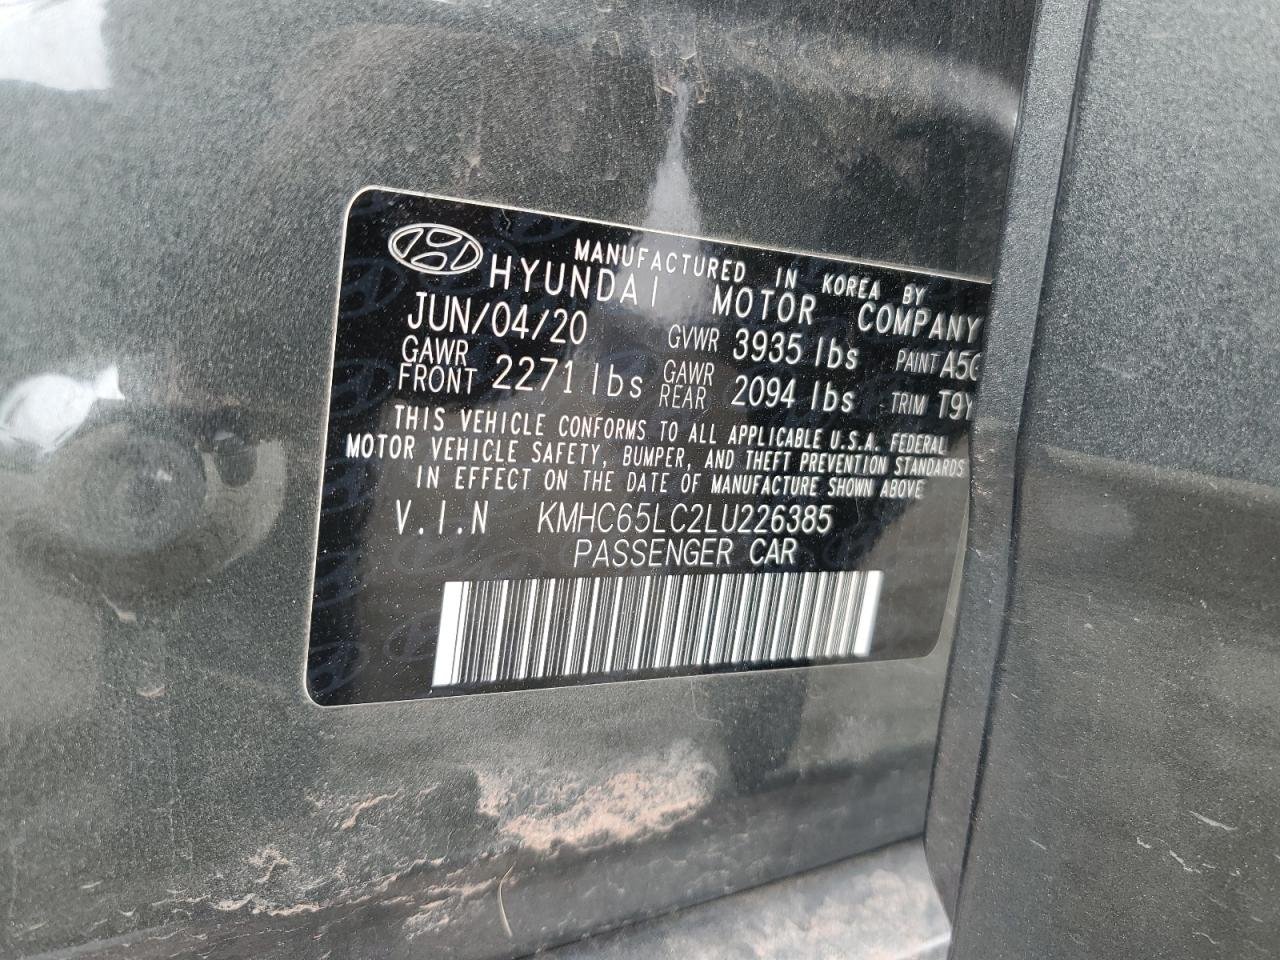 MANUFACTURED IN KOREA BY
HYUNDAI MOTOR COMPANY
JUN/04/20 GVWR 3935 lbs PAINT
GAWR FRONT 2271 lbs GAWR REAR 2094 lbs TRIM T9Y
THIS VEHICLE CONFORMS TO ALL APPLICABLE U.S.A. FEDERAL
MOTOR VEHICLE SAFETY, BUMPER, AND THEFT PREVENTION STANDARDS
IN EFFECT ON THE DATE OF MANUFACTURE SHOWN ABOVE
V.I.N KMHC65LC2LU226385
PASSENGER CAR